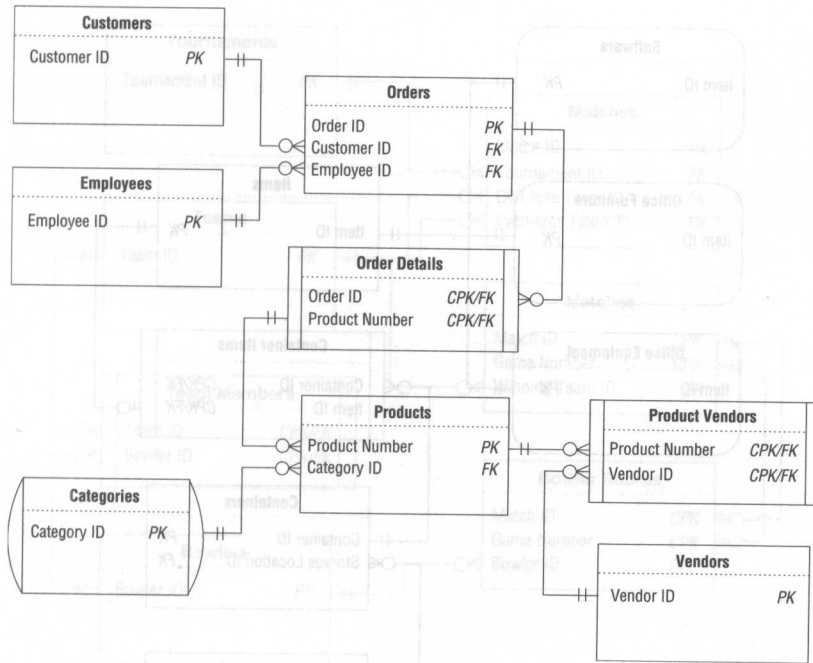 Customers
Customer ID PK
Orders
Order ID PK
Customer ID FK
Employee ID FK
Employees
Employee ID PK
Order Details
Order ID CPK/FK
Product Number CPK/FK
Products
Product Number PK
Category ID FK
Product Vendors
Product Number CPK/FK
Vendor ID CPK/FK
Categories
Category ID PK
Vendors
Vendor ID PK